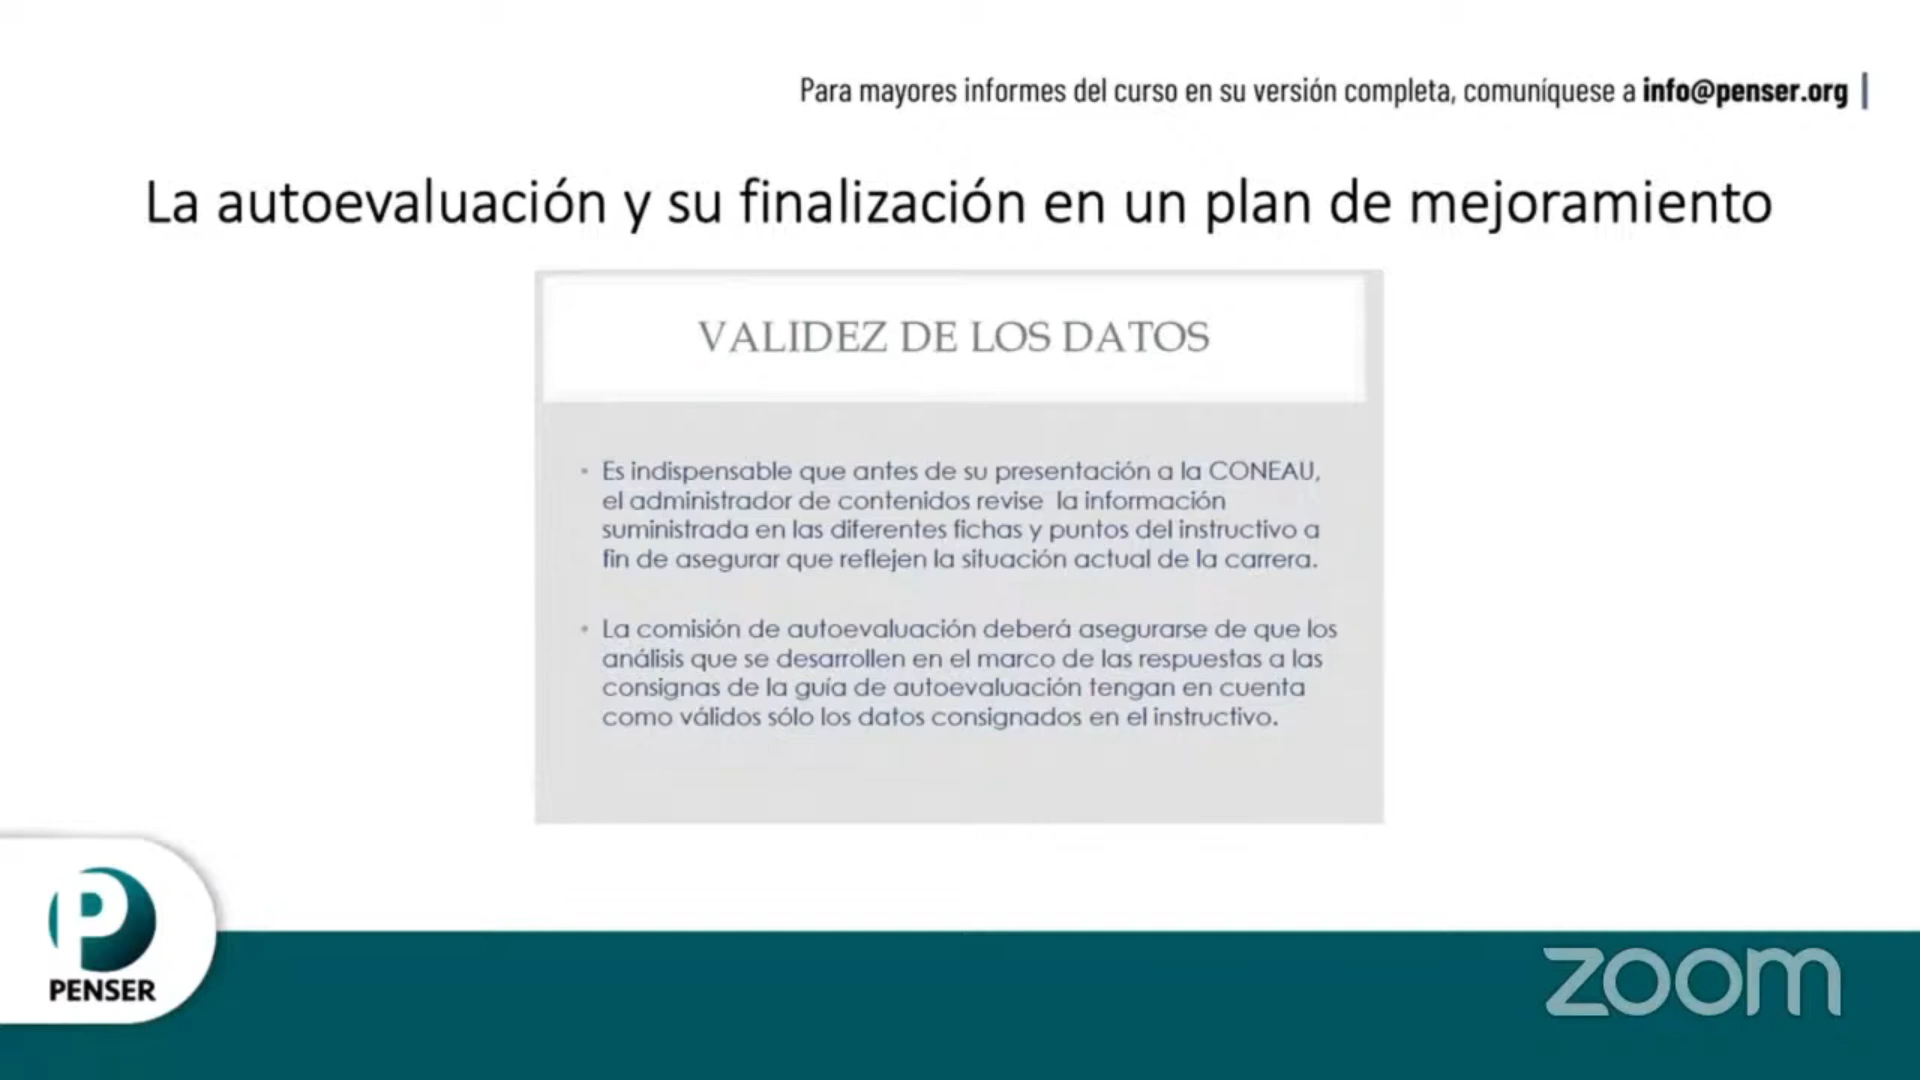 Para mayores informes del curso en su versión completa, comuníquese a info@penser.org |
La autoevaluación y su finalización en un plan de mejoramiento
VALIDEZ DE LOS DATOS
• Es indispensable que antes de su presentación a la CONEAU,
el administrador de contenidos revise la información
suministrada en las diferentes fichas y puntos del instructivo a
fin de asegurar que reflejen la situación actual de la carrera.
• La comisión de autoevaluación deberá asegurarse de que los
análisis que se desarrollen en el marco de las respuestas a las
consignas de la guía de autoevaluación tengan en cuenta
como válidos sólo los datos consignados en el instructivo.
P
PENSER
zoom